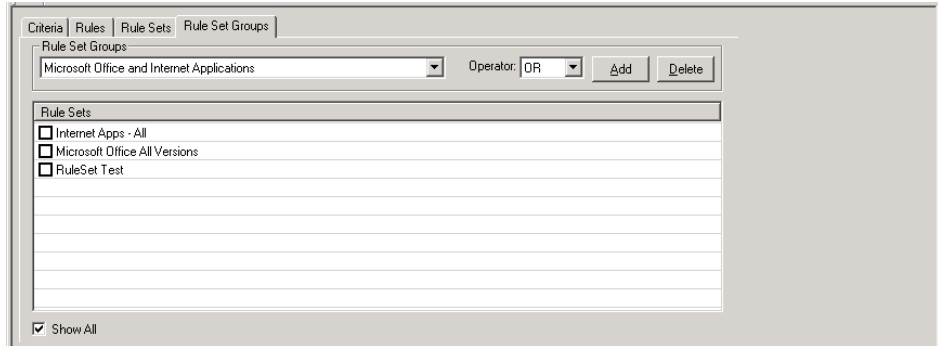 Criteria Rules Rule Sets Rule Set Groups
Rule Set Groups
Microsoft Office and Internet Applications Operator: OR Add Delete
Rule Sets
Internet Apps - All
Microsoft Office All Versions
RuleSet Test
Show All